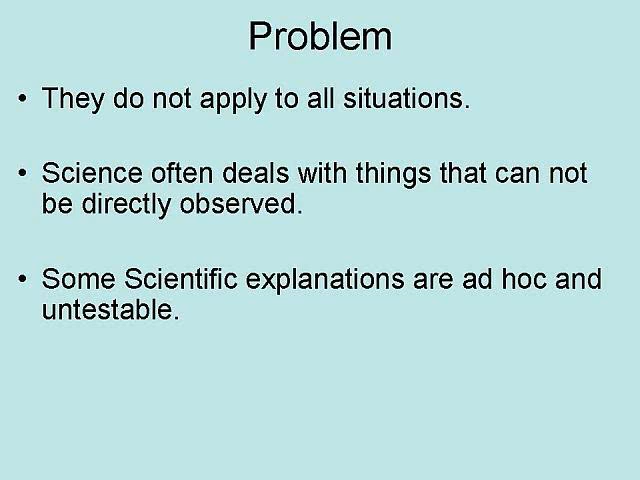 Problem
• They do not apply to all situations.
• Science often deals with things that can not
be directly observed.
• Some Scientific explanations are ad hoc and
untestable.